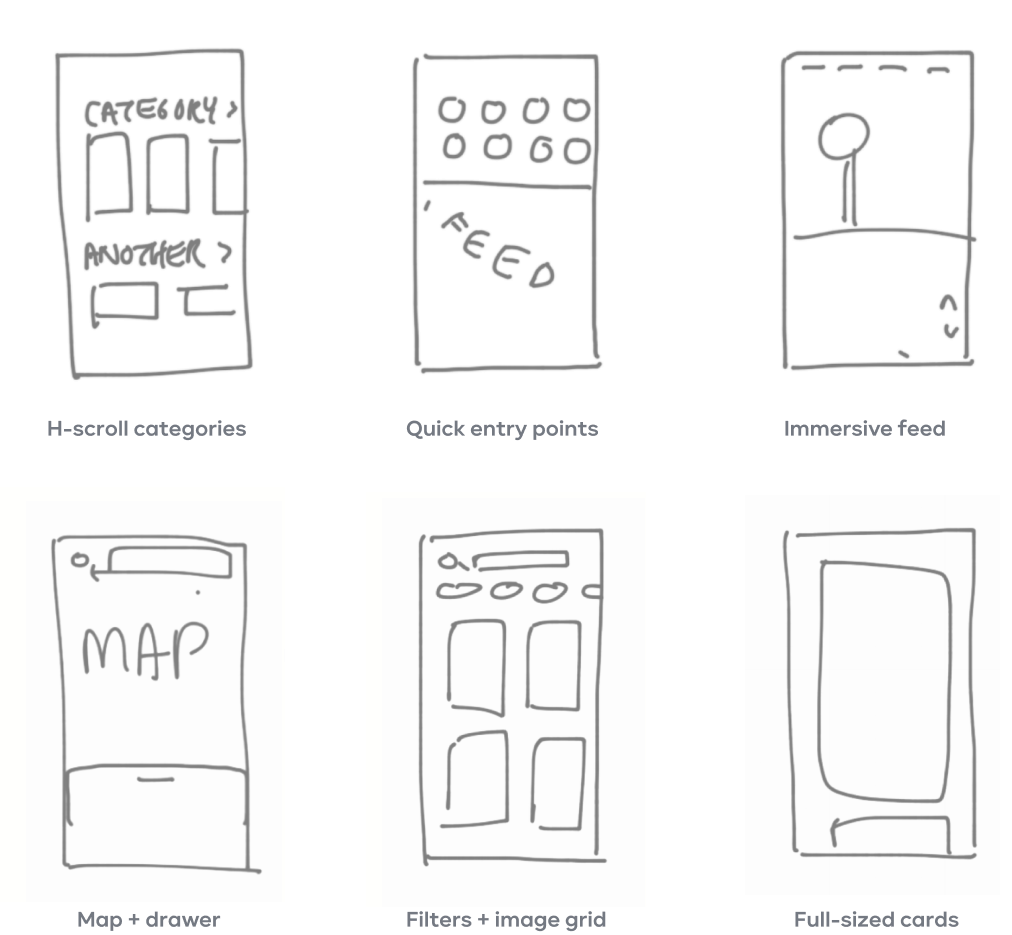 CATEGORY >
ANOTHER >
FEED
H-scroll categories
Quick entry points
Immersive feed
MAP
Map + drawer
Filters + image grid
Full-sized cards